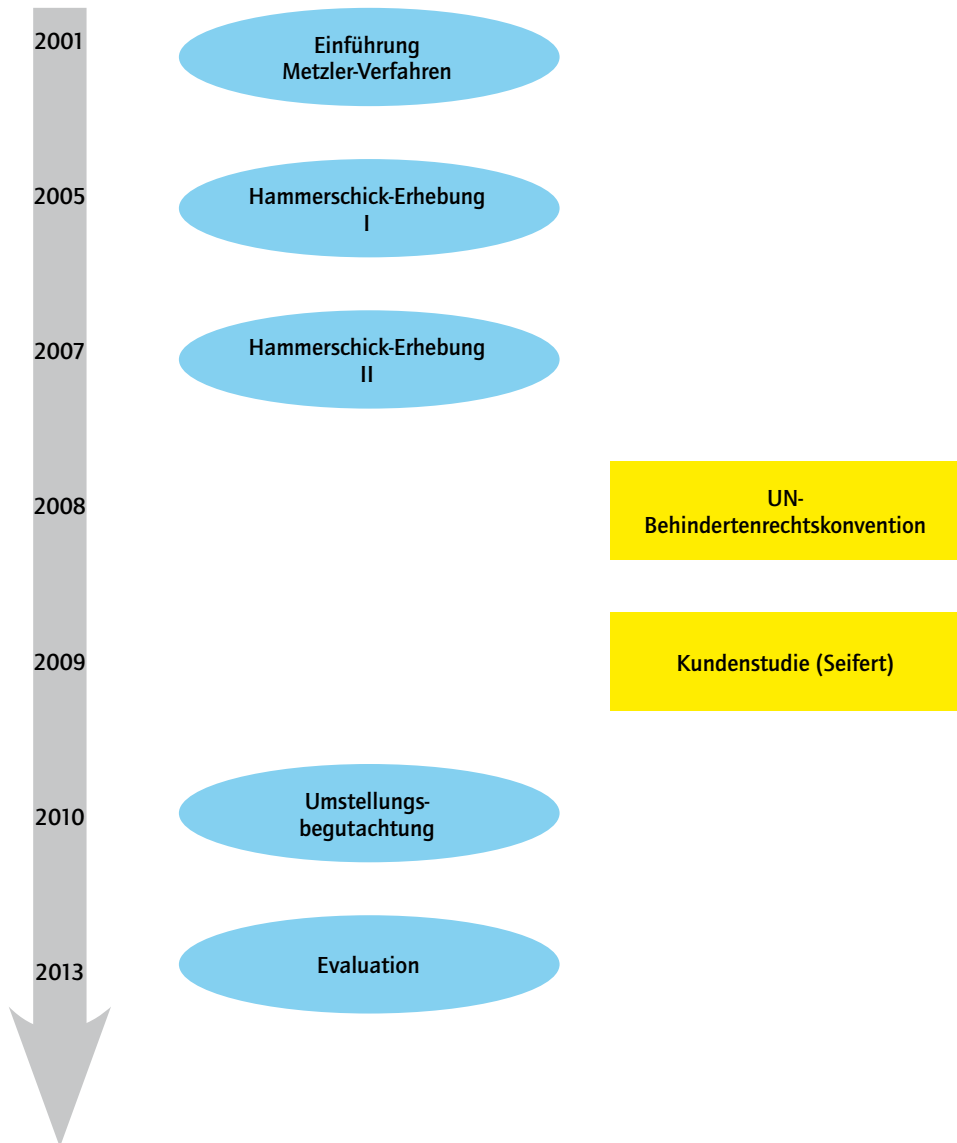 2001
Einführung
Metzler-Verfahren
2005
Hammerschick-Erhebung
I
2007
Hammerschick-Erhebung
II
2008
UN-
Behindertenrechtskonvention
2009
Kundenstudie (Seifert)
2010
Umstellungs-
begutachtung
2013
Evaluation